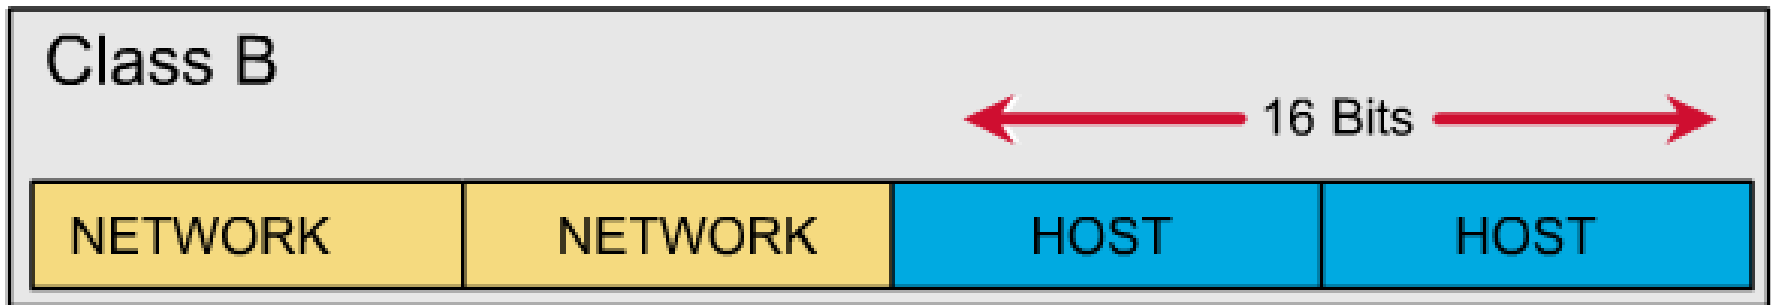 Class B
16 Bits
NETWORK NETWORK HOST HOST